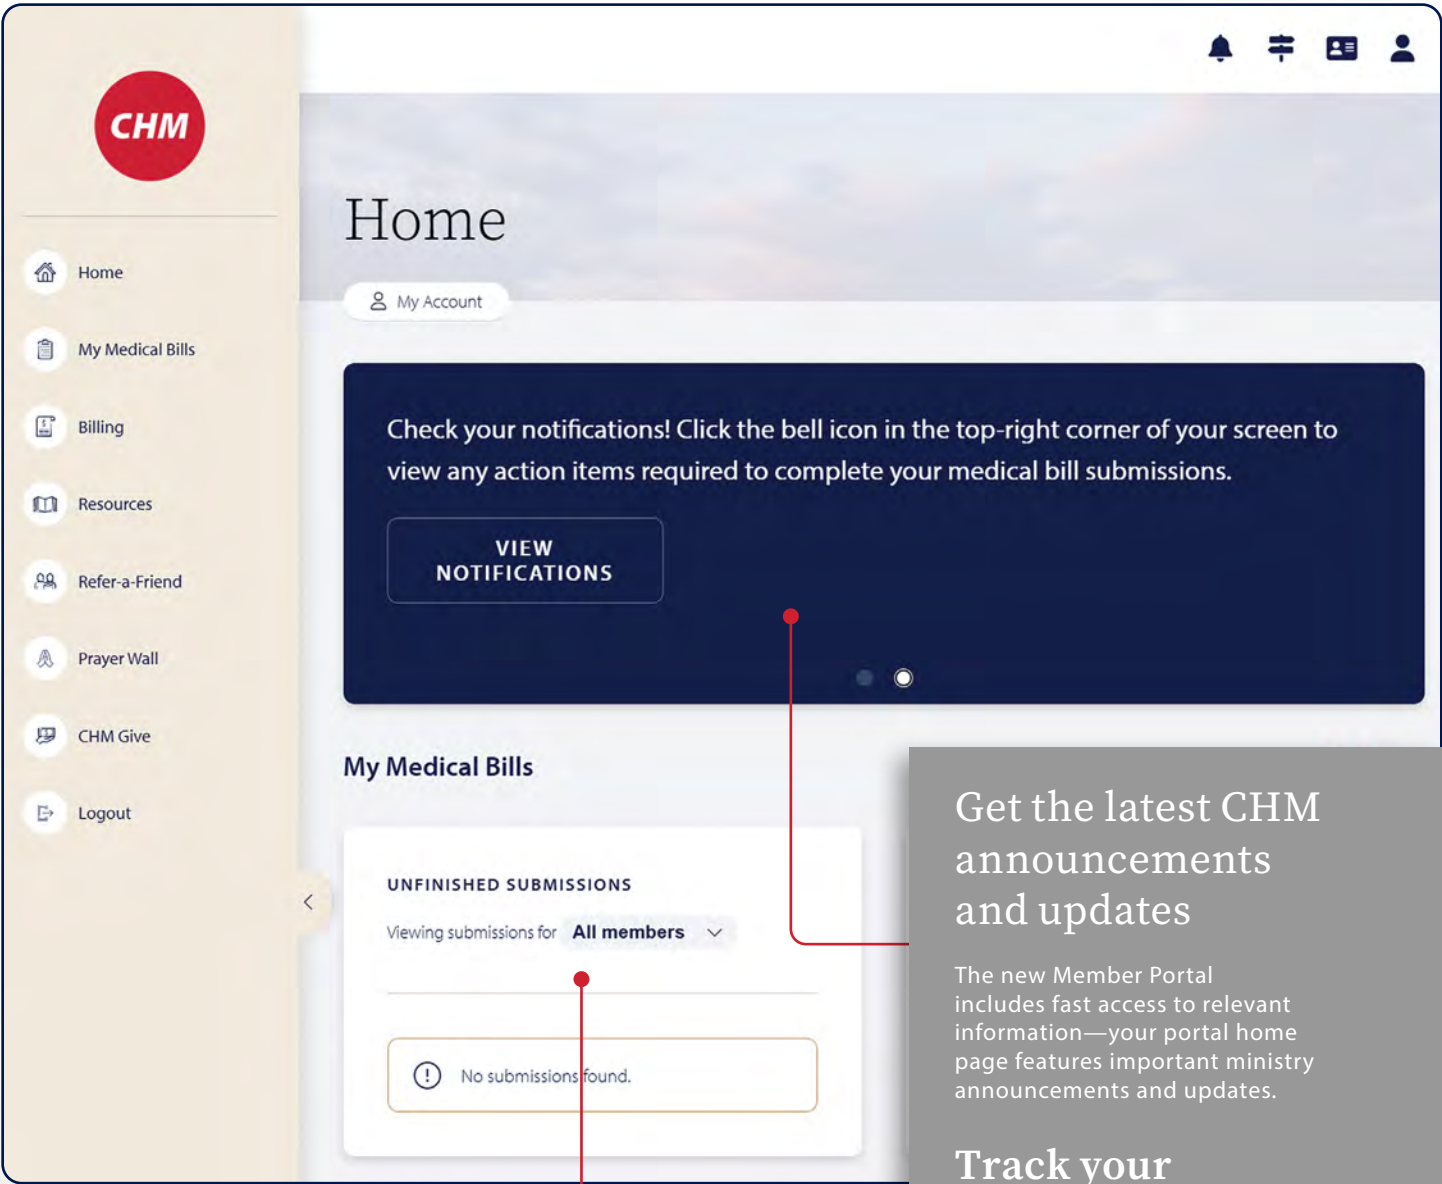 CHM
Home
My Medical Bills
Billing
Resources
Refer-a-Friend
Prayer Wall
CHM Give
Logout
Home
My Account
Check your notifications! Click the bell icon in the top-right corner of your screen to
view any action items required to complete your medical bill submissions.
VIEW
NOTIFICATIONS
My Medical Bills
UNFINISHED SUBMISSIONS
Viewing submissions for All members
No submissions found.
Get the latest CHM
announcements
and updates
The new Member Portal
includes fast access to relevant
information—your portal home
page features important ministry
announcements and updates.
Track your